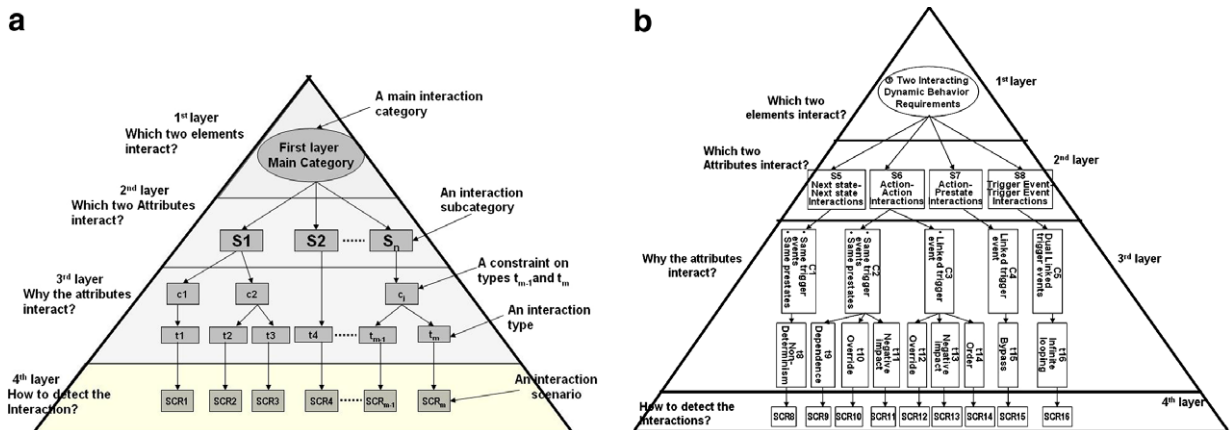 a
A main interaction
category
1st layer
Which two elements
interact?
First layer
Main Category
2nd layer
Which two Attributes
interact?
An interaction
subcategory
S1
S2
Sn
3rd layer
Why the attributes
interact?
A constraint on
types tm-1 and tm
c1
c2
ci
An interaction
type
t1
t2
t3
t4
tm-1
tm
4th layer
How to detect the
Interaction?
An interaction
scenario
SCR1
SCR2
SCR3
SCR4
SCRm-1
SCRm
b
1st layer
① Two Interacting
Dynamic Behavior
Requirements
Which two
elements interact?
Which two
Attributes interact?
2nd layer
S5
Next state-
Next state
Interactions
S6
Action-
Action
Interactions
S7
Action-
Prestate
Interactions
S8
Trigger Event-
Trigger Event
Interactions
Why the attributes
interact?
3rd layer
C1
• Same trigger
events
• Same prestates
C2
• Same trigger
events
• Same prestates
C3
• Linked trigger
event
C4
Linked trigger
event
C5
Dual Linked
trigger events
t8
Non-
Determinism
t9
Dependence
t10
Override
t11
Negative
impact
t12
Override
t13
Negative
impact
t14
Order
t15
Bypass
t16
Infinite
looping
4th layer
How to detect the
Interactions?
SCR8
SCR9
SCR10
SCR11
SCR12
SCR13
SCR14
SCR15
SCR16